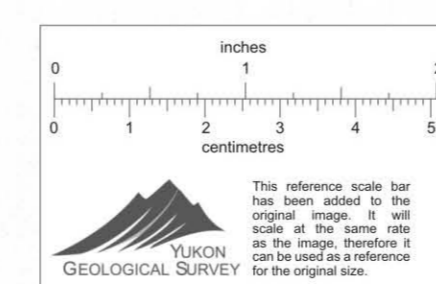 inches
0 1 2
0 1 2 3 4 5
centimetres
This reference scale bar
has been added to the
original image. It will
scale at the same rate
as the image, therefore it
can be used as a reference
for the original size.
YUKON
GEOLOGICAL SURVEY